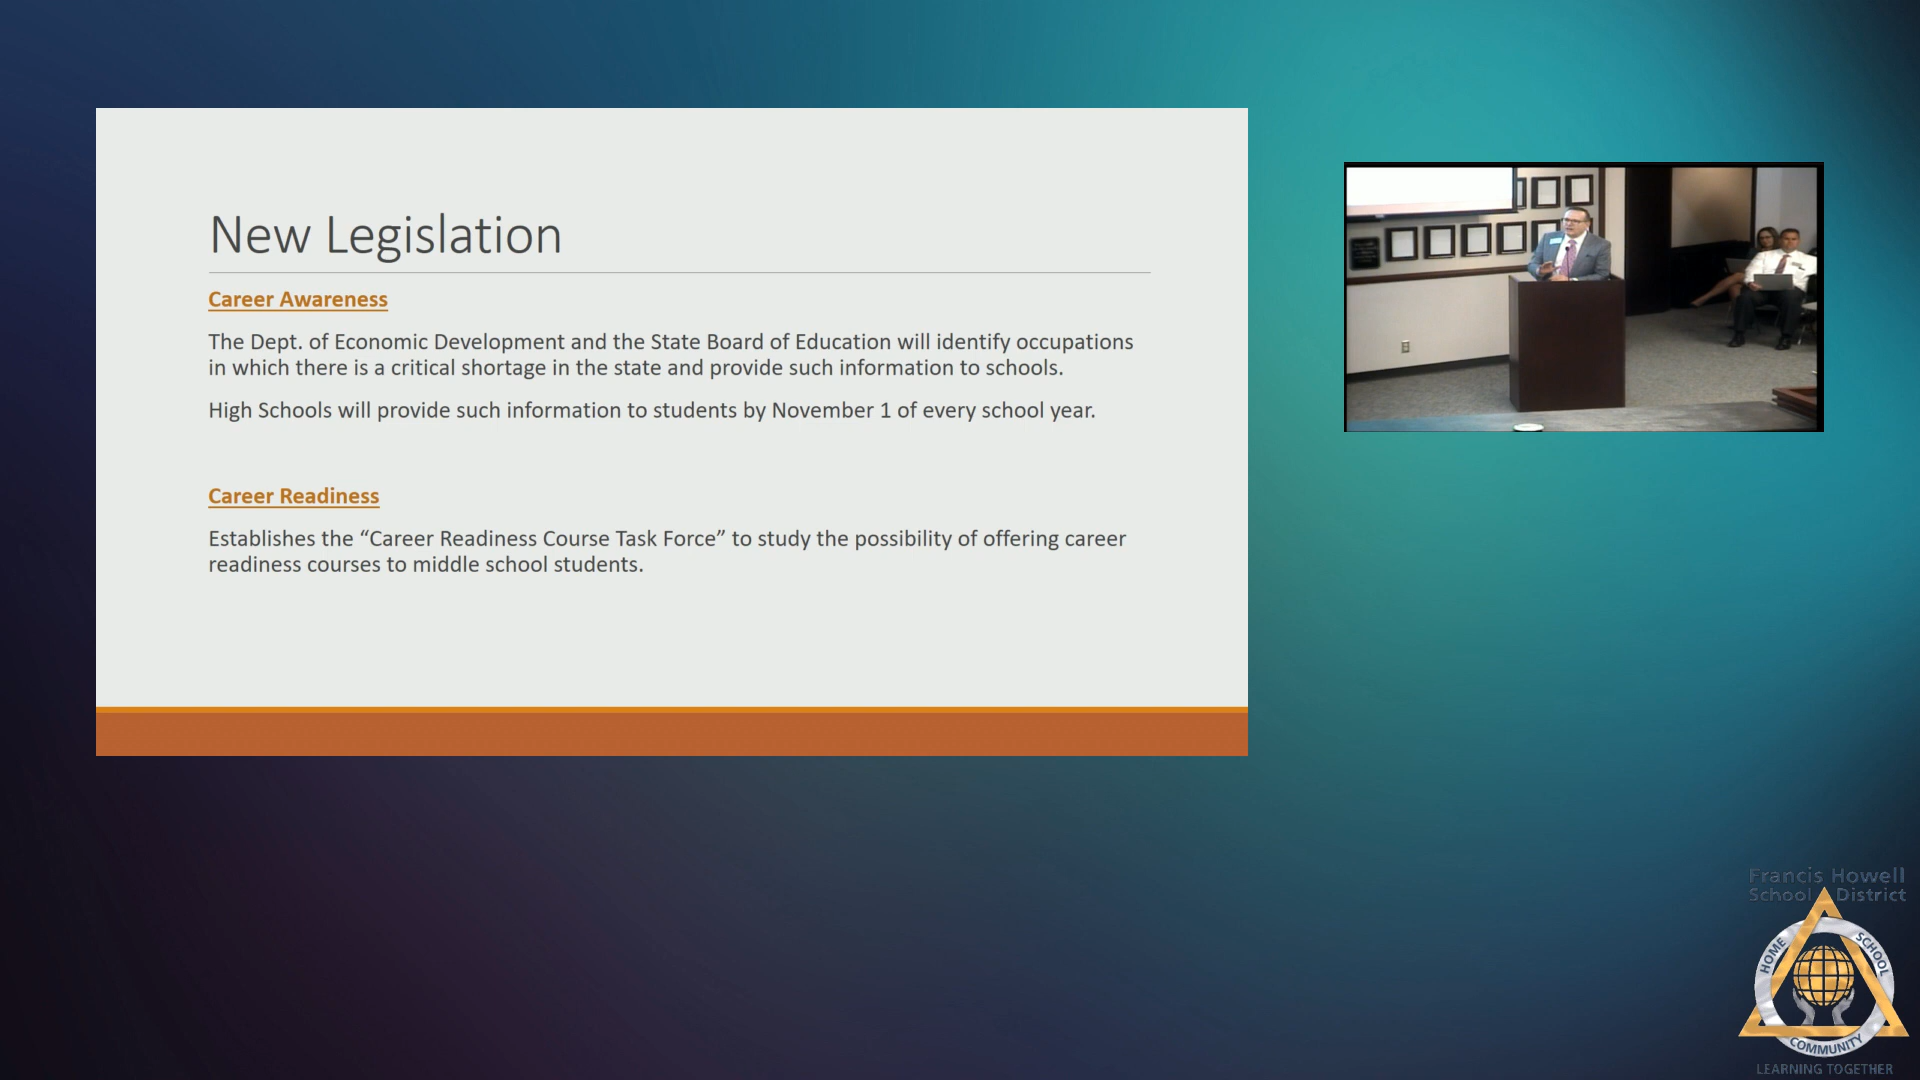 New Legislation
Career Awareness
The Dept. of Economic Development and the State Board of Education will identify occupations
in which there is a critical shortage in the state and provide such information to schools.
High Schools will provide such information to students by November 1 of every school year.
Career Readiness
Establishes the “Career Readiness Course Task Force” to study the possibility of offering career
readiness courses to middle school students.
Francis Howell
School District
HOME
SCHOOL
COMMUNITY
LEARNING TOGETHER